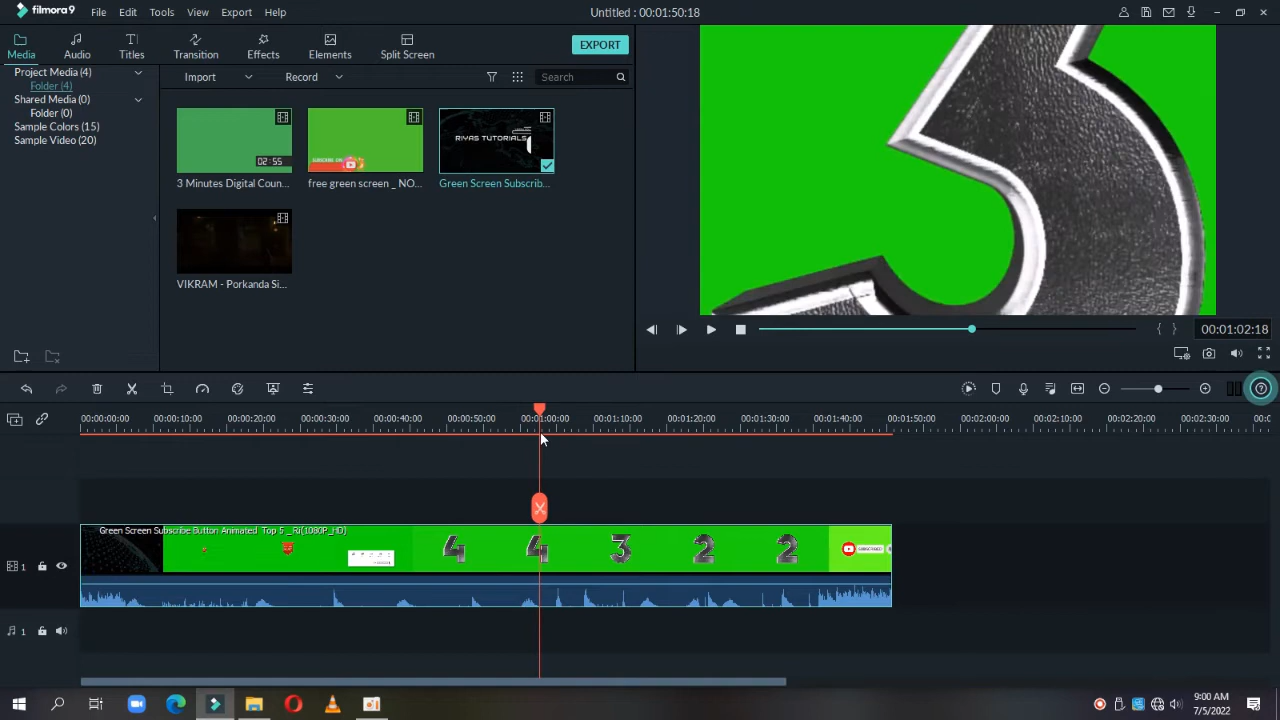 filmora9 File Edit Tools View Export Help Untitled : 00:01:50:18
Media Audio Titles Transition Effects Elements Split Screen EXPORT
Project Media (4)
Folder (4)
Shared Media (0)
Folder (0)
Sample Colors (15)
Sample Video (20)
Import Record Search
RIYAS TUTORIALS
02:55
SUBSCRIBE
3 Minutes Digital Coun... free green screen _ NO... Green Screen Subscrib...
VIKRAM - Porkanda Si...
3
{ } 00:01:02:18
00:00:00:00 00:00:10:00 00:00:20:00 00:00:30:00 00:00:40:00 00:00:50:00 00:01:00:00 00:01:10:00 00:01:20:00 00:01:30:00 00:01:40:00 00:01:50:00 00:02:00:00 00:02:10:00 00:02:20:00 00:02:30:00
Green Screen Subscribe Button Animated Top 5 _Ri(1080P_HD)
4 4 3 2 2 SUBSCRIBED
1
1
9:00 AM
7/5/2022